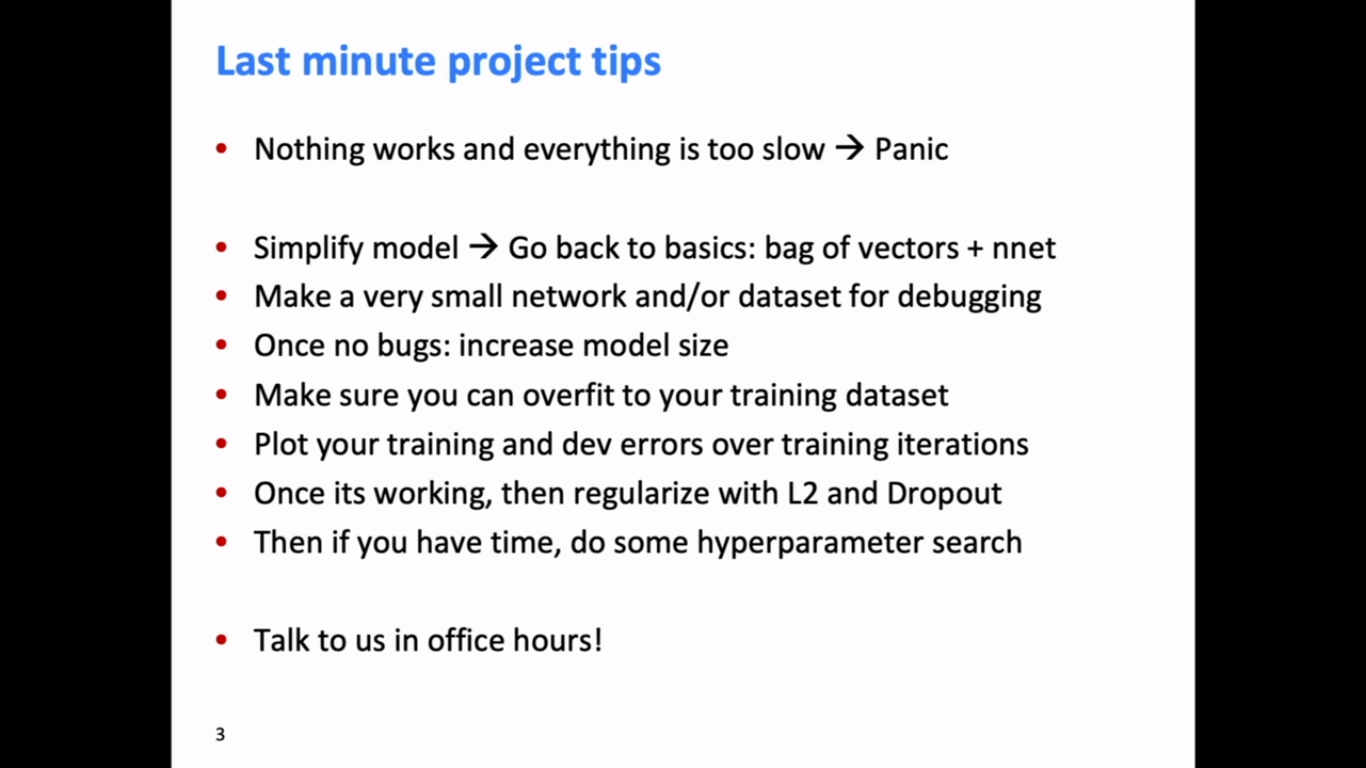 Last minute project tips
• Nothing works and everything is too slow → Panic
• Simplify model → Go back to basics: bag of vectors + nnet
• Make a very small network and/or dataset for debugging
• Once no bugs: increase model size
• Make sure you can overfit to your training dataset
• Plot your training and dev errors over training iterations
• Once its working, then regularize with L2 and Dropout
• Then if you have time, do some hyperparameter search
• Talk to us in office hours!
3